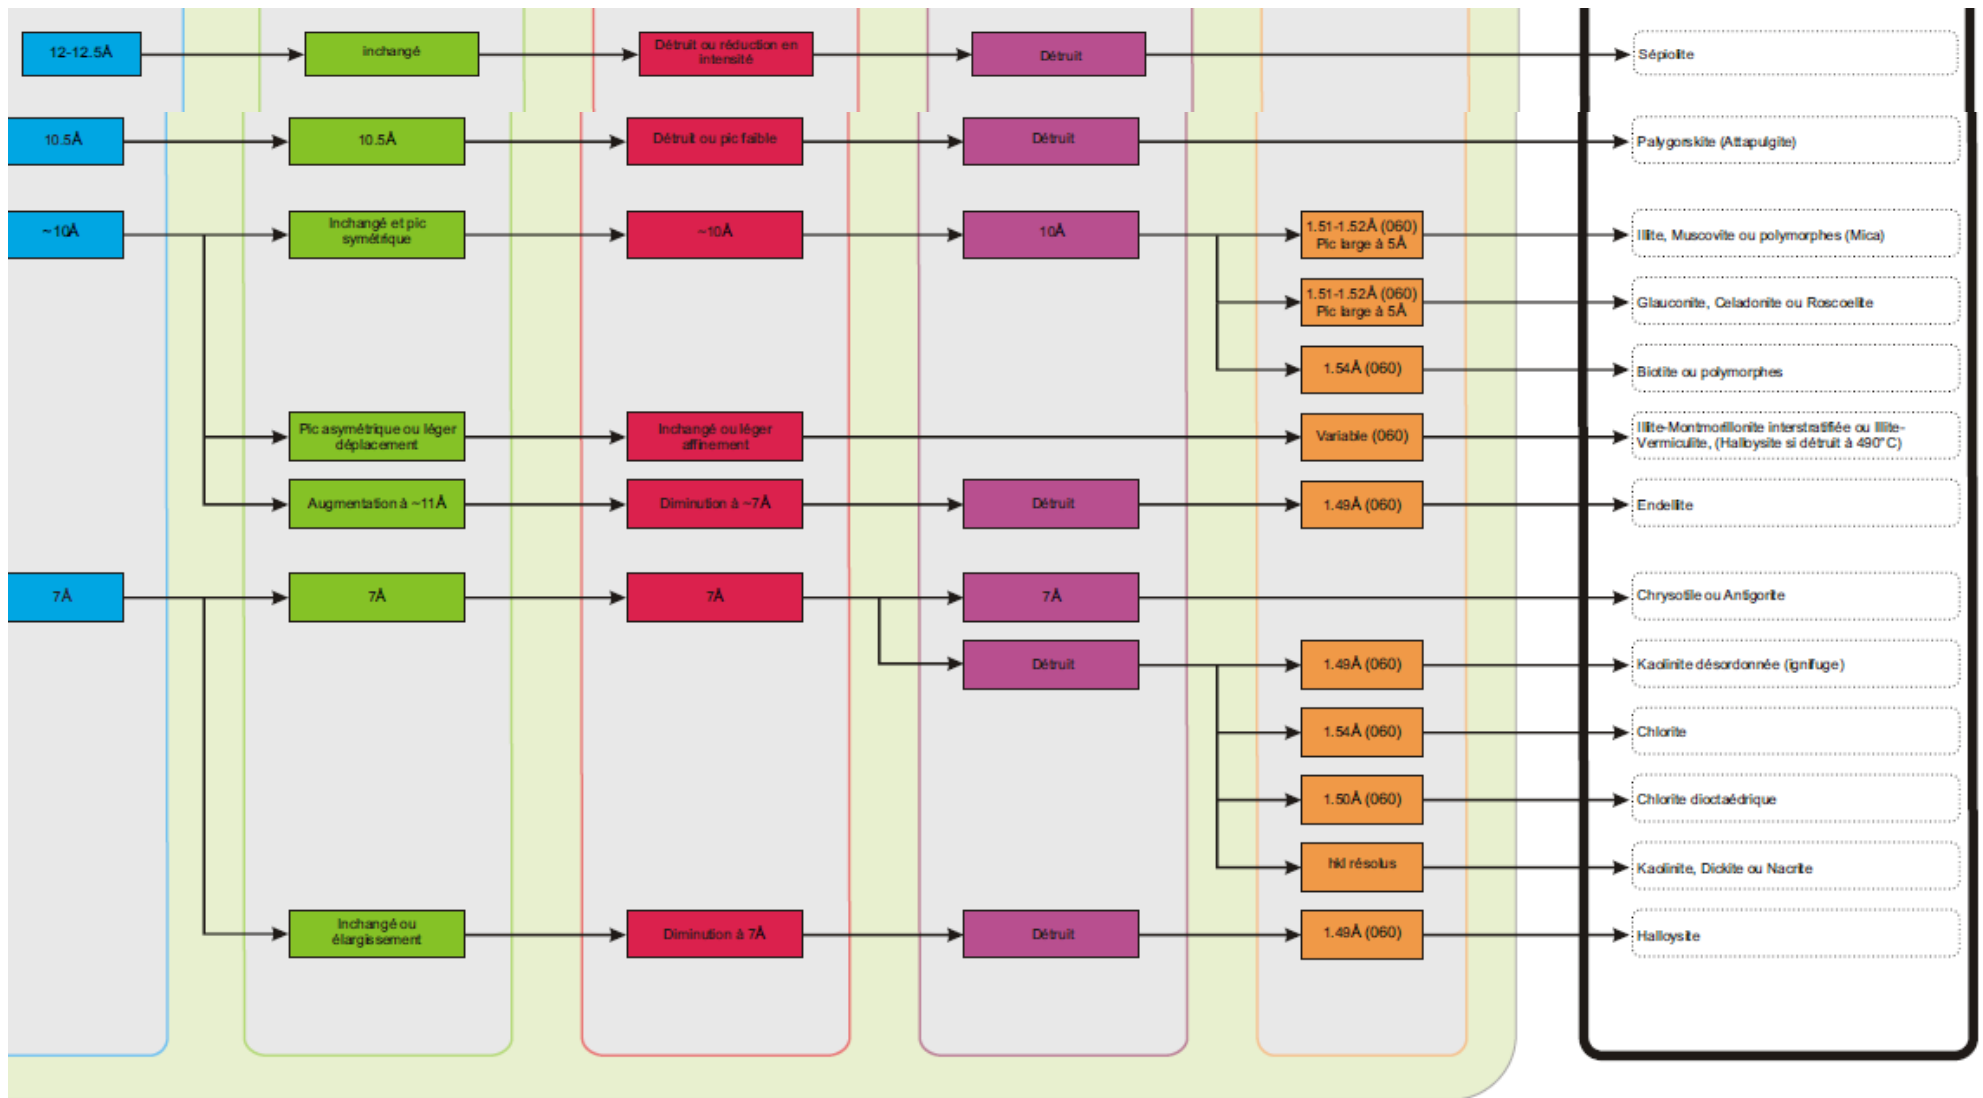 12-12.5Å
inchangé
Détruit ou réduction en
intensité
Détruit
Sépiolite
10.5Å
10.5Å
Détruit ou pic faible
Détruit
Palygorskite (Attapulgite)
~10Å
Inchangé et pic
symétrique
~10Å
10Å
1.51-1.52Å (060)
Pic large à 5Å
Illite, Muscovite ou polymorphes (Mica)
1.51-1.52Å (060)
Pic large à 5Å
Glauconite, Celadonite ou Roscoelite
1.54Å (060)
Biotite ou polymorphes
Pic asymétrique ou léger
déplacement
Inchangé ou léger
affinement
Variable (060)
Illite-Montmorillonite interstratifiée ou Illite-
Vermiculite, (Halloysite si détruit à 490°C)
Augmentation à ~11Å
Diminution à ~7Å
Détruit
1.49Å (060)
Endellite
7Å
7Å
7Å
7Å
Chrysotile ou Antigorite
Détruit
1.49Å (060)
Kaolinite désordonnée (ignifuge)
1.54Å (060)
Chlorite
1.50Å (060)
Chlorite dioctaédrique
hkl résolus
Kaolinite, Dickite ou Nacrite
Inchangé ou
élargissement
Diminution à 7Å
Détruit
1.49Å (060)
Halloysite